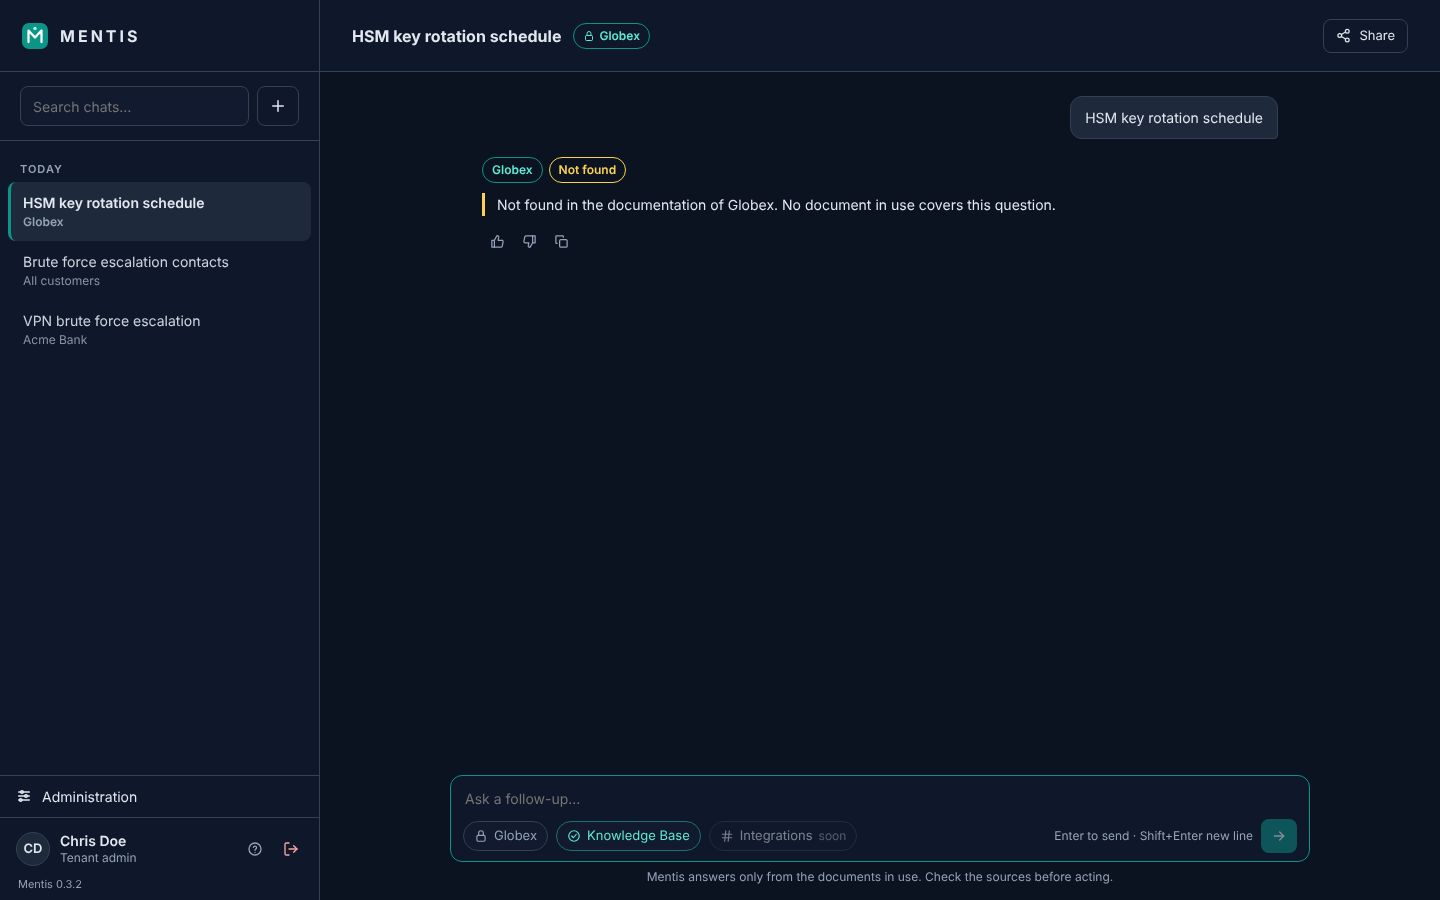 MENTIS
Search chats...
TODAY
HSM key rotation schedule
Globex
Brute force escalation contacts
All customers
VPN brute force escalation
Acme Bank
Administration
CD
Chris Doe
Tenant admin
Mentis 0.3.2
HSM key rotation schedule
Globex
Share
HSM key rotation schedule
Globex
Not found
Not found in the documentation of Globex. No document in use covers this question.
Ask a follow-up...
Globex
Knowledge Base
Integrations soon
Enter to send · Shift+Enter new line
Mentis answers only from the documents in use. Check the sources before acting.